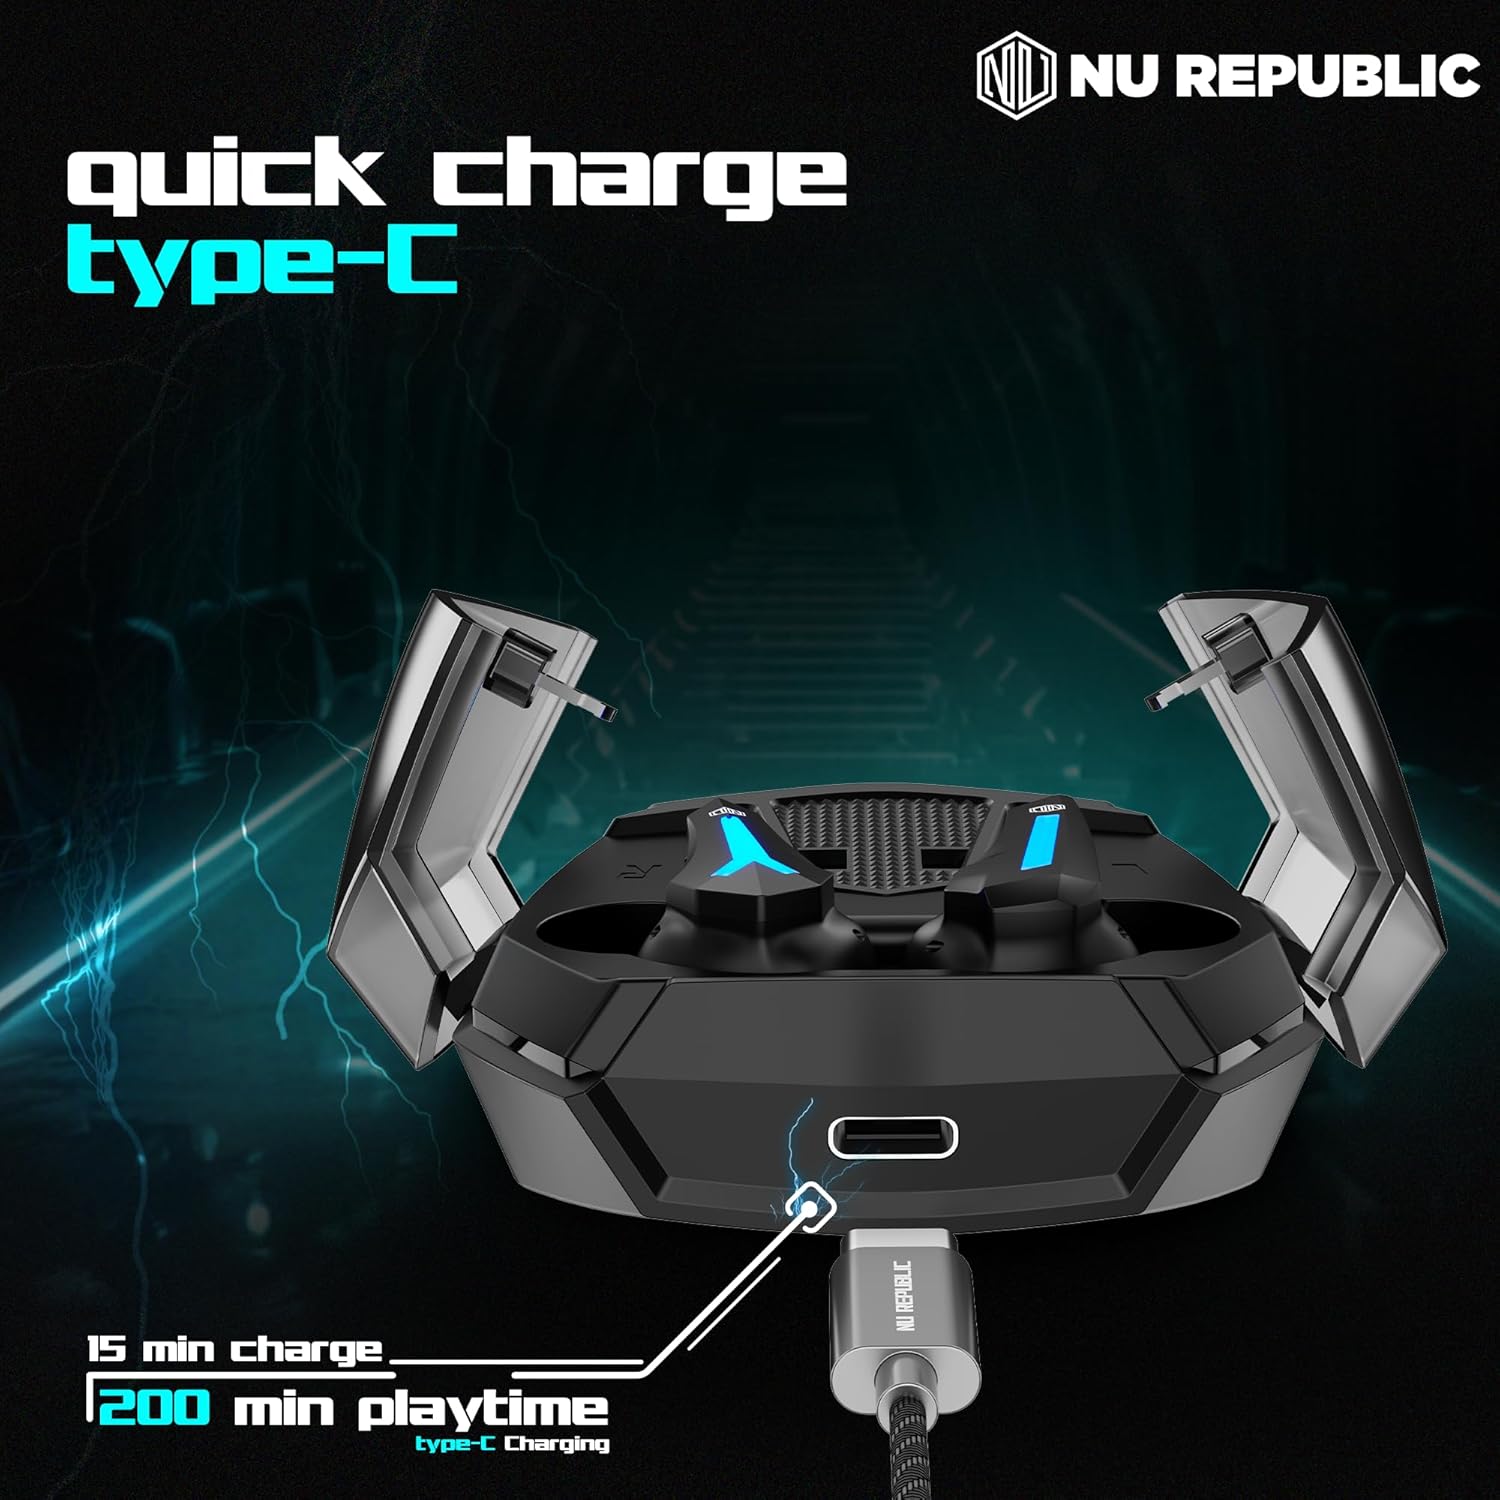 NU REPUBLIC
quick charge
type-C
R
L
NU REPUBLIC
15 min charge
200 min playtime
type-C Charging